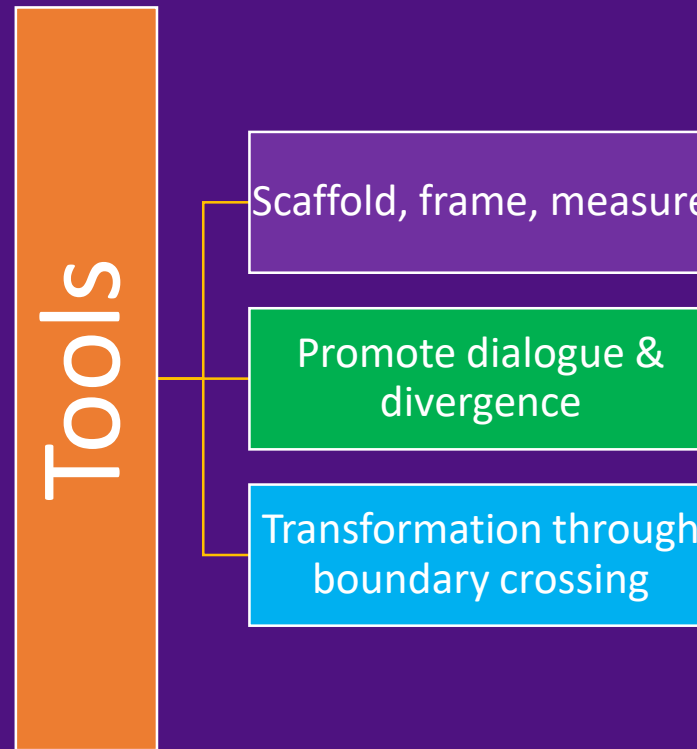 Tools
Scaffold, frame, measure
Promote dialogue &
divergence
Transformation through
boundary crossing